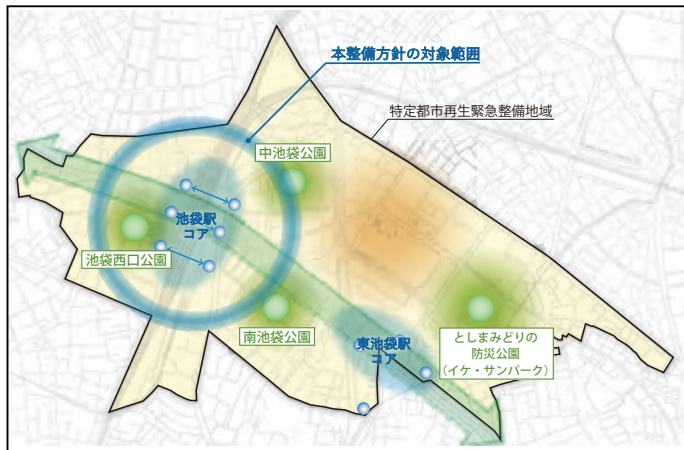 本整備方針の対象範囲
特定都市再生緊急整備地域
中池袋公園
池袋駅
コア
池袋西口公園
南池袋公園
東池袋駅
コア
としまみどりの
防災公園
(イケ・サンパーク)